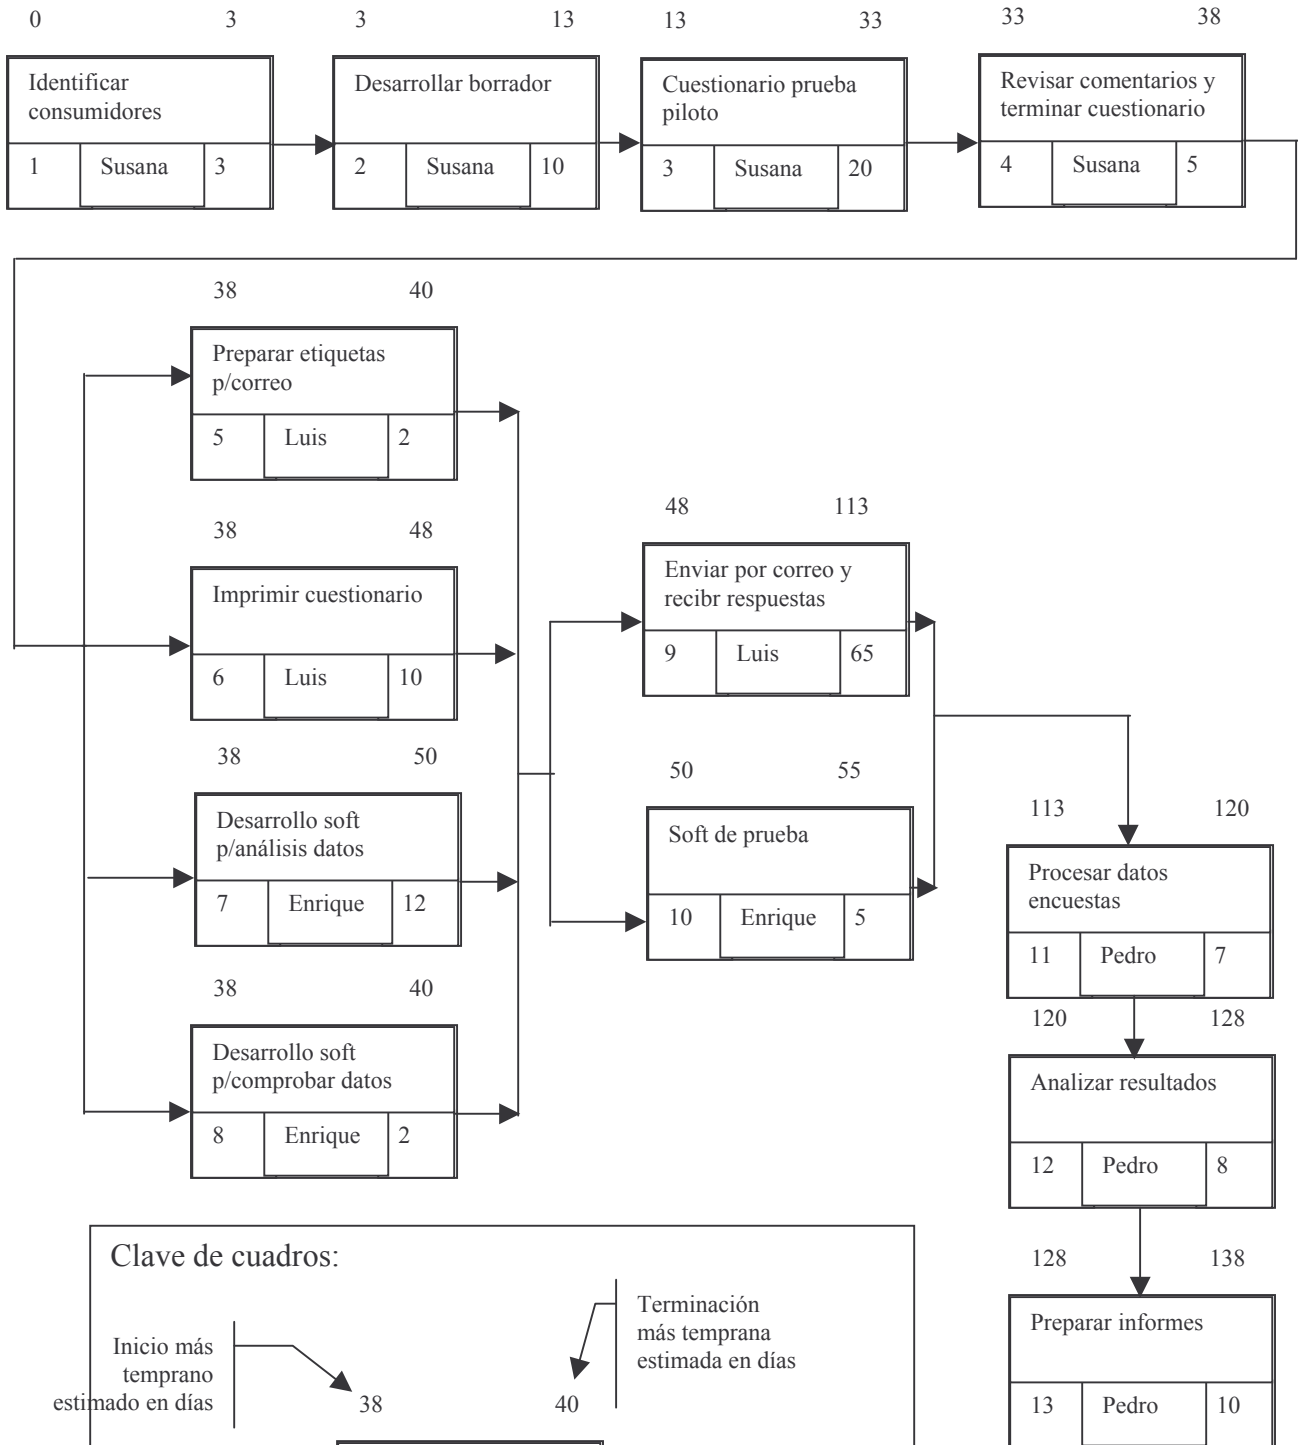 0 3 3 13 13 33 33 38
Identificar
consumidores
1 Susana 3
Desarrollar borrador
2 Susana 10
Cuestionario prueba
piloto
3 Susana 20
Revisar comentarios y
terminar cuestionario
4 Susana 5
38 40
Preparar etiquetas
p/correo
5 Luis 2
38 48
Imprimir cuestionario
6 Luis 10
38 50
Desarrollo soft
p/análisis datos
7 Enrique 12
38 40
Desarrollo soft
p/comprobar datos
8 Enrique 2
48 113
Enviar por correo y
recibr respuestas
9 Luis 65
50 55
Soft de prueba
10 Enrique 5
113 120
Procesar datos
encuestas
11 Pedro 7
120 128
Analizar resultados
12 Pedro 8
128 138
Preparar informes
13 Pedro 10
Clave de cuadros:
Inicio más
temprano
estimado en días
Terminación
más temprana
estimada en días
38 40